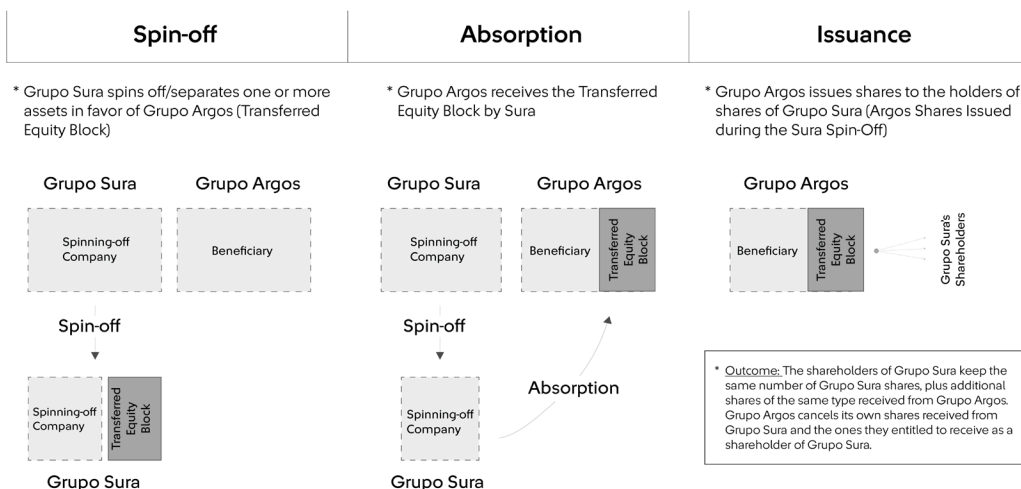 Spin-off
Absorption
Issuance
* Grupo Sura spins off/separates one or more
assets in favor of Grupo Argos (Transferred
Equity Block)
* Grupo Argos receives the Transferred
Equity Block by Sura
* Grupo Argos issues shares to the holders of
shares of Grupo Sura (Argos Shares Issued
during the Sura Spin-Off)
Grupo Sura
Grupo Argos
Spinning-off
Company
Beneficiary
Spin-off
Spinning-off
Company
Transferred
Equity
Block
Grupo Sura
Grupo Sura
Grupo Argos
Spinning-off
Company
Beneficiary
Transferred
Equity
Block
Spin-off
Absorption
Spinning-off
Company
Grupo Sura
Grupo Argos
Beneficiary
Transferred
Equity
Block
Grupo Sura's
Shareholders
* Outcome: The shareholders of Grupo Sura keep the
same number of Grupo Sura shares, plus additional
shares of the same type received from Grupo Argos.
Grupo Argos cancels its own shares received from
Grupo Sura and the ones they entitled to receive as a
shareholder of Grupo Sura.